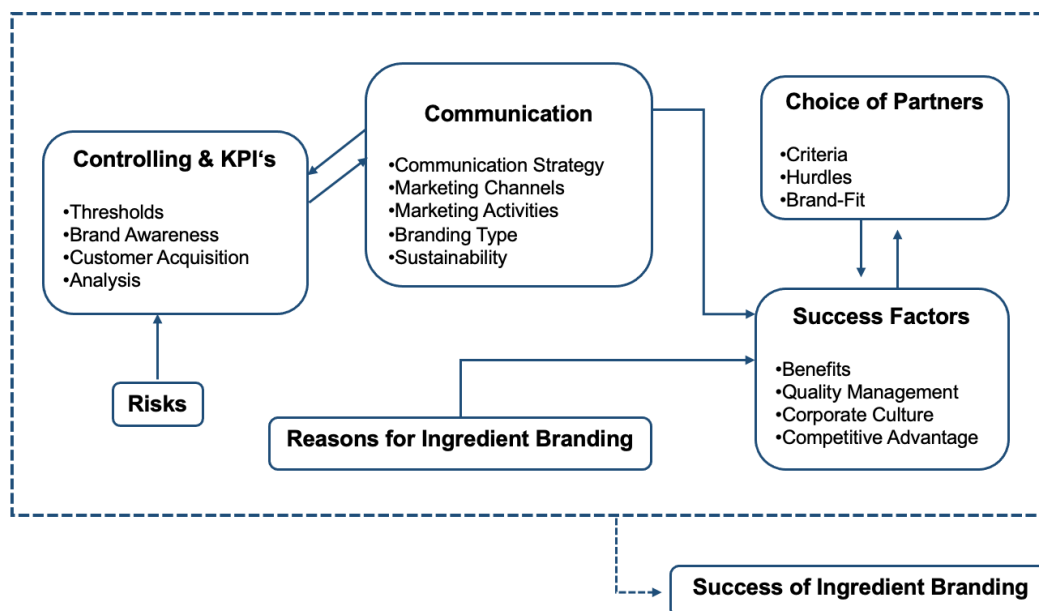 Communication
•Communication Strategy
•Marketing Channels
•Marketing Activities
•Branding Type
•Sustainability
Choice of Partners
•Criteria
•Hurdles
•Brand-Fit
Controlling & KPI‘s
•Thresholds
•Brand Awareness
•Customer Acquisition
•Analysis
Success Factors
•Benefits
•Quality Management
•Corporate Culture
•Competitive Advantage
Risks
Reasons for Ingredient Branding
Success of Ingredient Branding